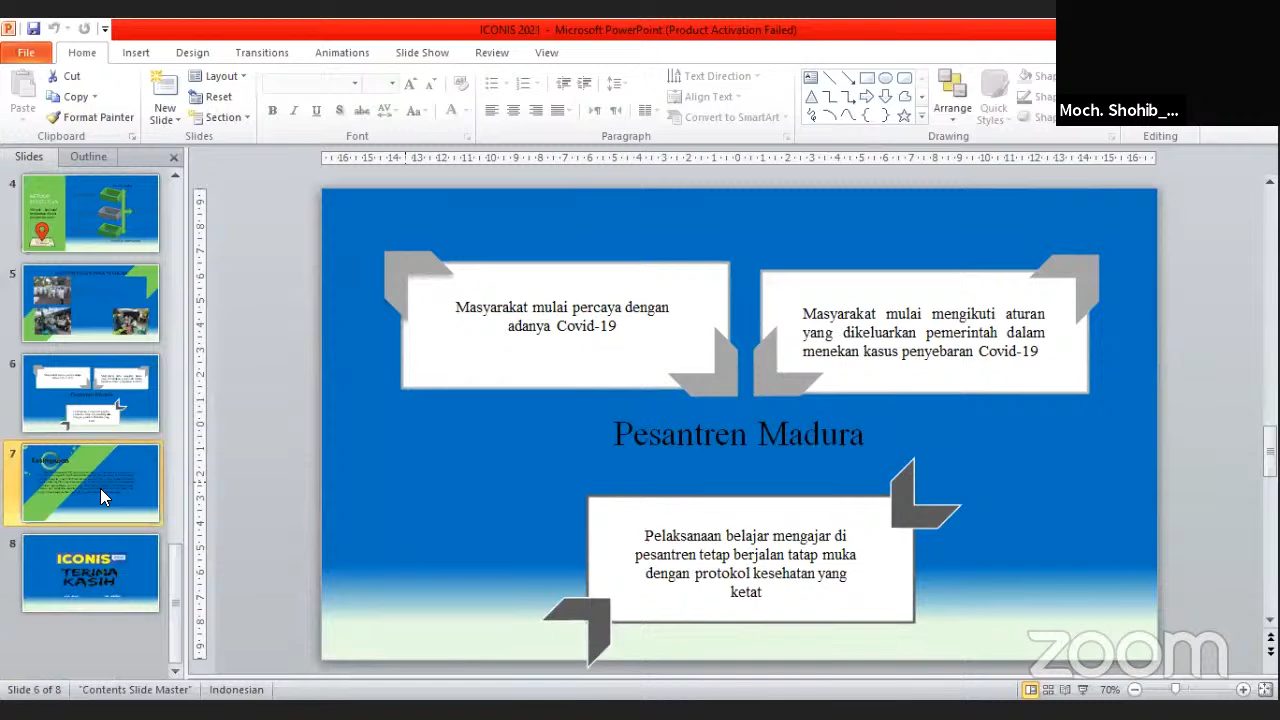 ICONIS 2021 - Microsoft PowerPoint (Product Activation Failed)
File Home Insert Design Transitions Animations Slide Show Review View
Moch. Shohib_...
Cut
Copy
Format Painter
Paste
Clipboard
New
Slide
Layout
Reset
Section
Slides
Font
Text Direction
Align Text
Convert to SmartArt
Paragraph
Arrange
Quick
Styles
Drawing
Editing
Slides Outline
4
5
6
7
8
ICONIS
TERIMA
KASIH
Masyarakat mulai percaya dengan
adanya Covid-19
Masyarakat mulai mengikuti aturan
yang dikeluarkan pemerintah dalam
menekan kasus penyebaran Covid-19
Pesantren Madura
Pelaksanaan belajar mengajar di
pesantren tetap berjalan tatap muka
dengan protokol kesehatan yang
ketat
zoom
Slide 6 of 8 "Contents Slide Master" Indonesian 70%